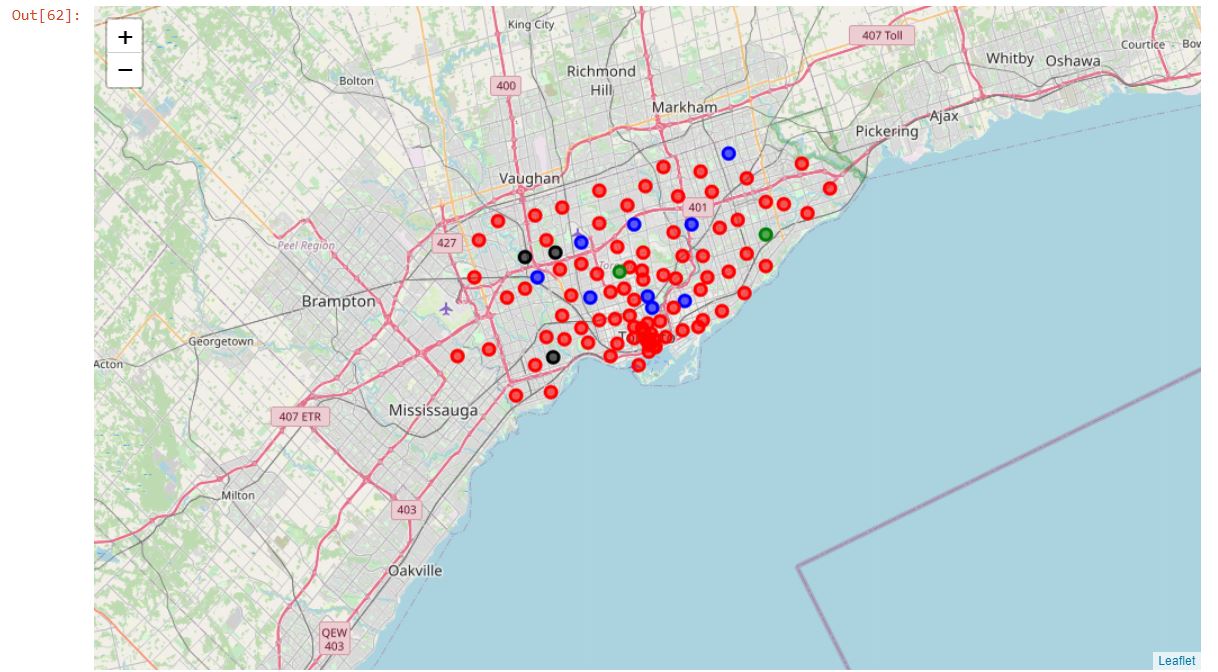 Out[62]:
+
−
King City
407 Toll
Courtice
Whitby
Oshawa
Richmond
Hill
Bolton
400
Markham
Ajax
Pickering
Vaughan
401
427
Peel Region
Brampton
Georgetown
Acton
407 ETR
Mississauga
Milton
403
Oakville
QEW
403
Leaflet